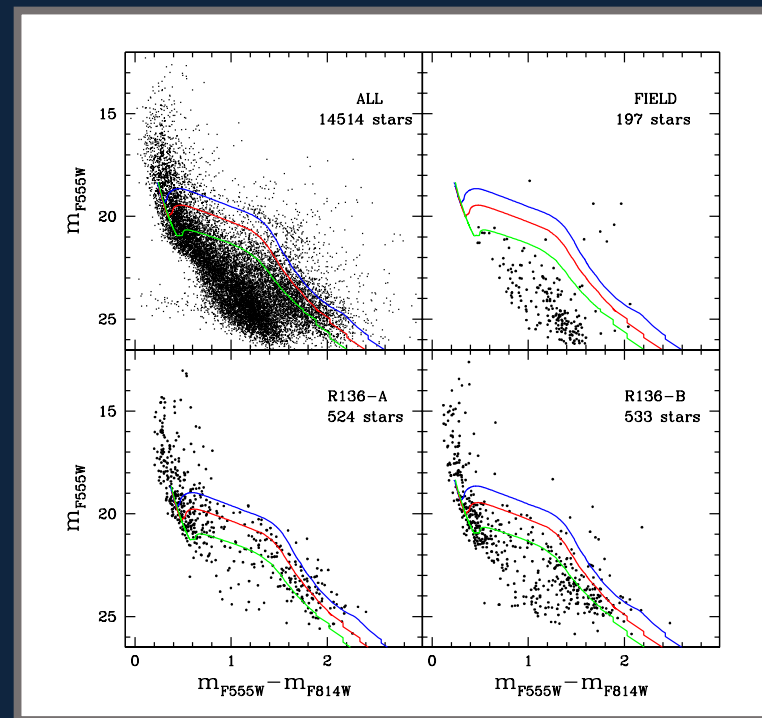 ALL
14514 stars
FIELD
197 stars
15
20
25
m_F555W
R136-A
524 stars
R136-B
533 stars
15
20
25
m_F555W
0 1 2 0 1 2
m_F555W−m_F814W m_F555W−m_F814W